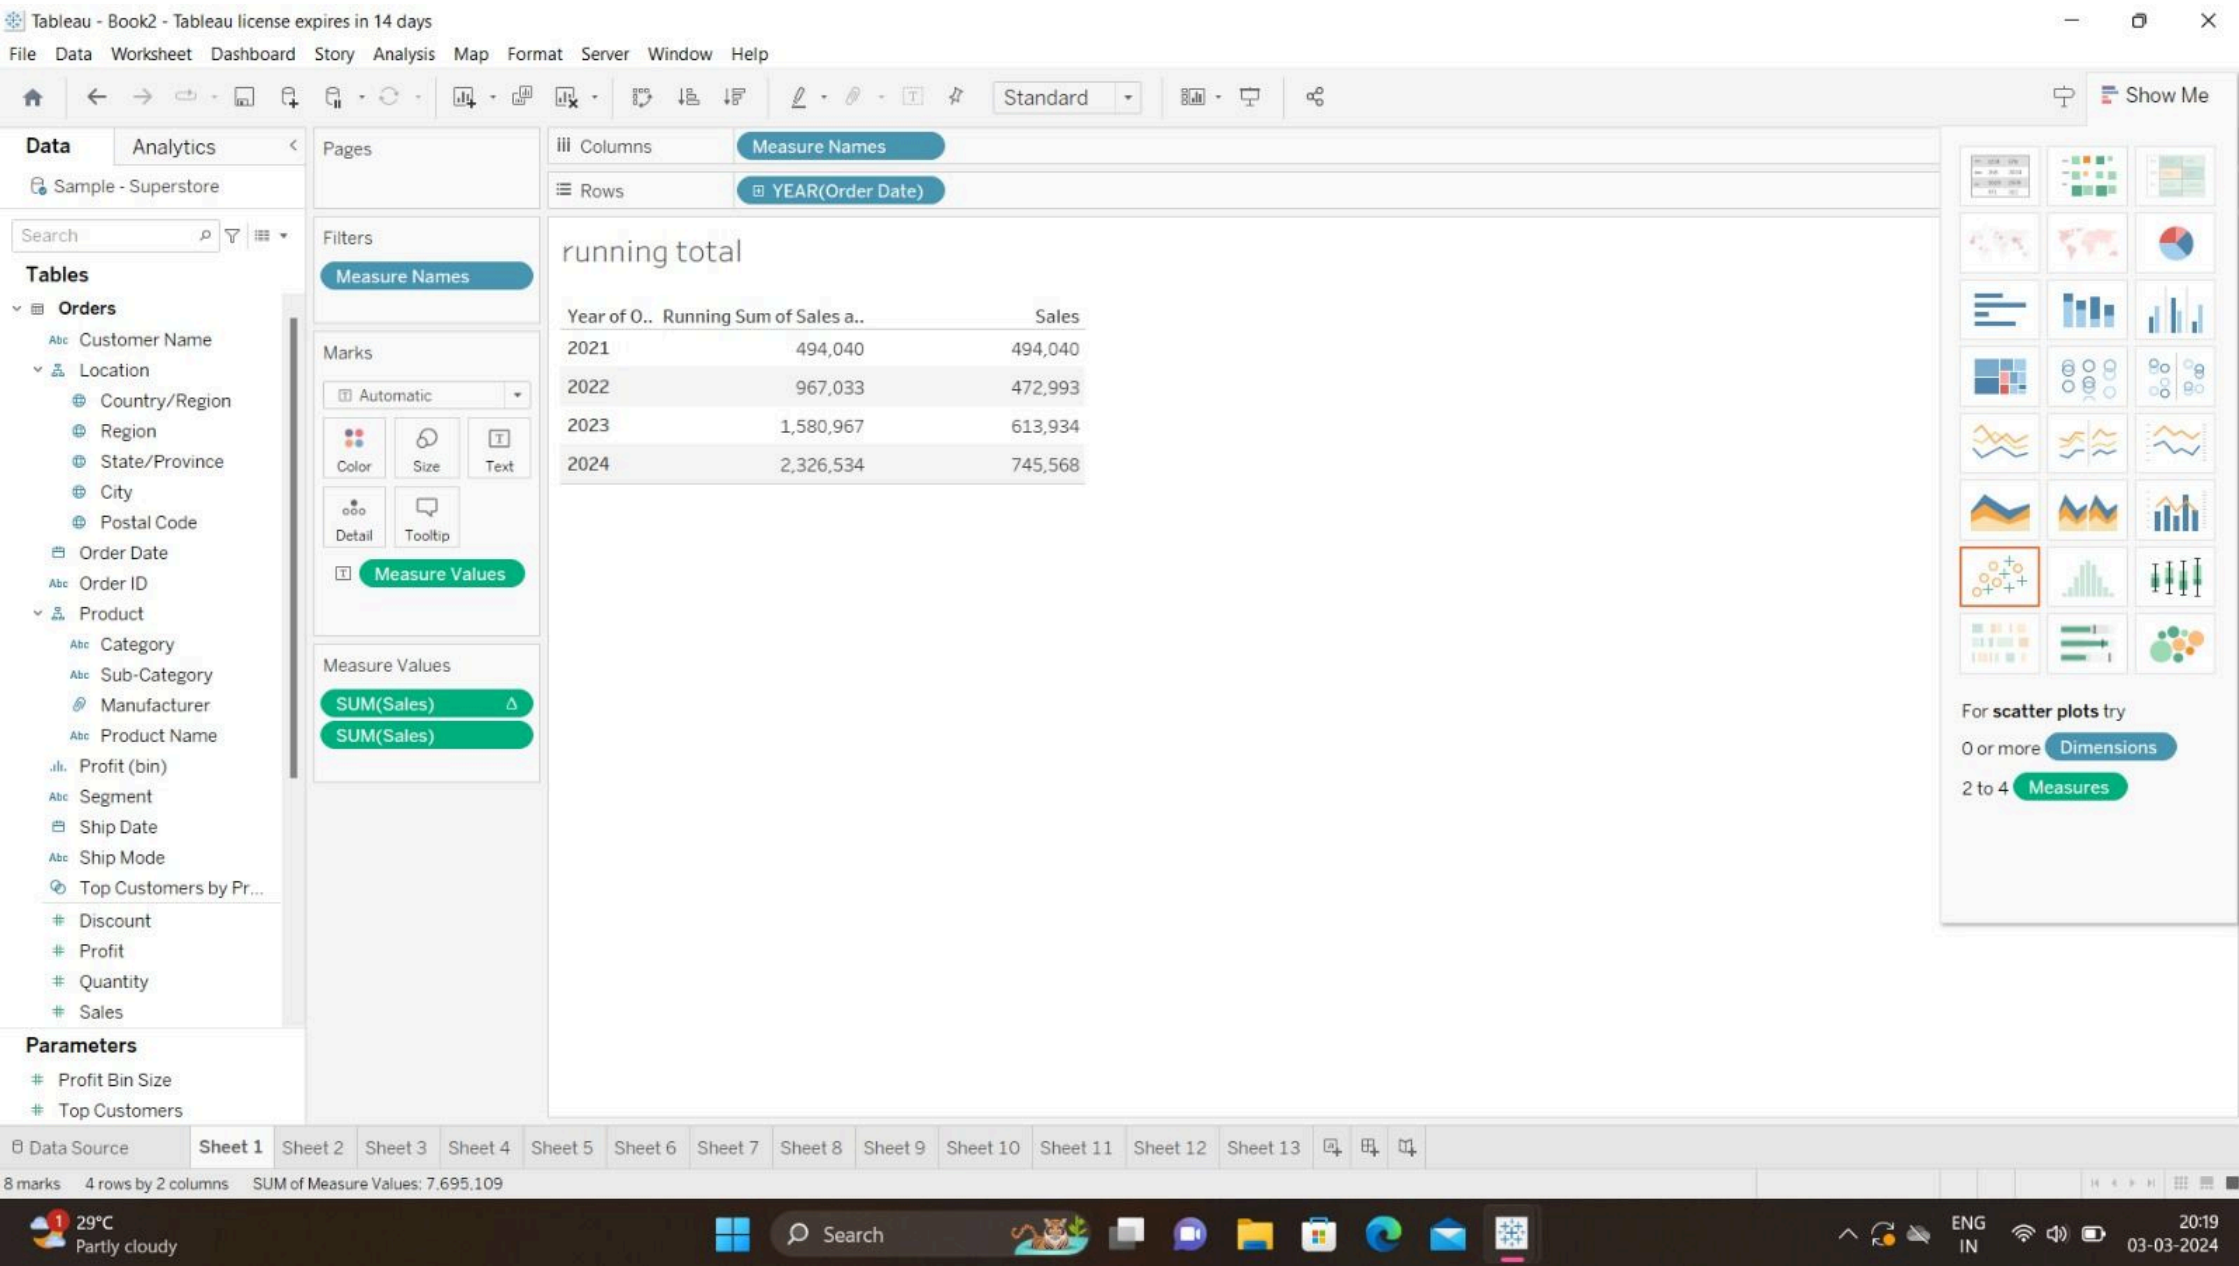 Tableau - Book2 - Tableau license expires in 14 days
File Data Worksheet Dashboard Story Analysis Map Format Server Window Help
Standard
Show Me
Data Analytics
Sample - Superstore
Search
Tables
Orders
Abc Customer Name
Location
Country/Region
Region
State/Province
City
Postal Code
Order Date
Abc Order ID
Product
Abc Category
Abc Sub-Category
Manufacturer
Abc Product Name
Profit (bin)
Abc Segment
Ship Date
Abc Ship Mode
Top Customers by Pr...
# Discount
# Profit
# Quantity
# Sales
Parameters
# Profit Bin Size
# Top Customers
Pages
Filters
Measure Names
Marks
Automatic
Color Size Text
Detail Tooltip
Measure Values
Measure Values
SUM(Sales) Δ
SUM(Sales)
Columns Measure Names
Rows YEAR(Order Date)
running total
Year of O.. Running Sum of Sales a.. Sales
2021 494,040 494,040
2022 967,033 472,993
2023 1,580,967 613,934
2024 2,326,534 745,568
For scatter plots try
0 or more Dimensions
2 to 4 Measures
Data Source Sheet 1 Sheet 2 Sheet 3 Sheet 4 Sheet 5 Sheet 6 Sheet 7 Sheet 8 Sheet 9 Sheet 10 Sheet 11 Sheet 12 Sheet 13
8 marks 4 rows by 2 columns SUM of Measure Values: 7,695,109
1 29°C
Partly cloudy
Search
ENG
IN
20:19
03-03-2024